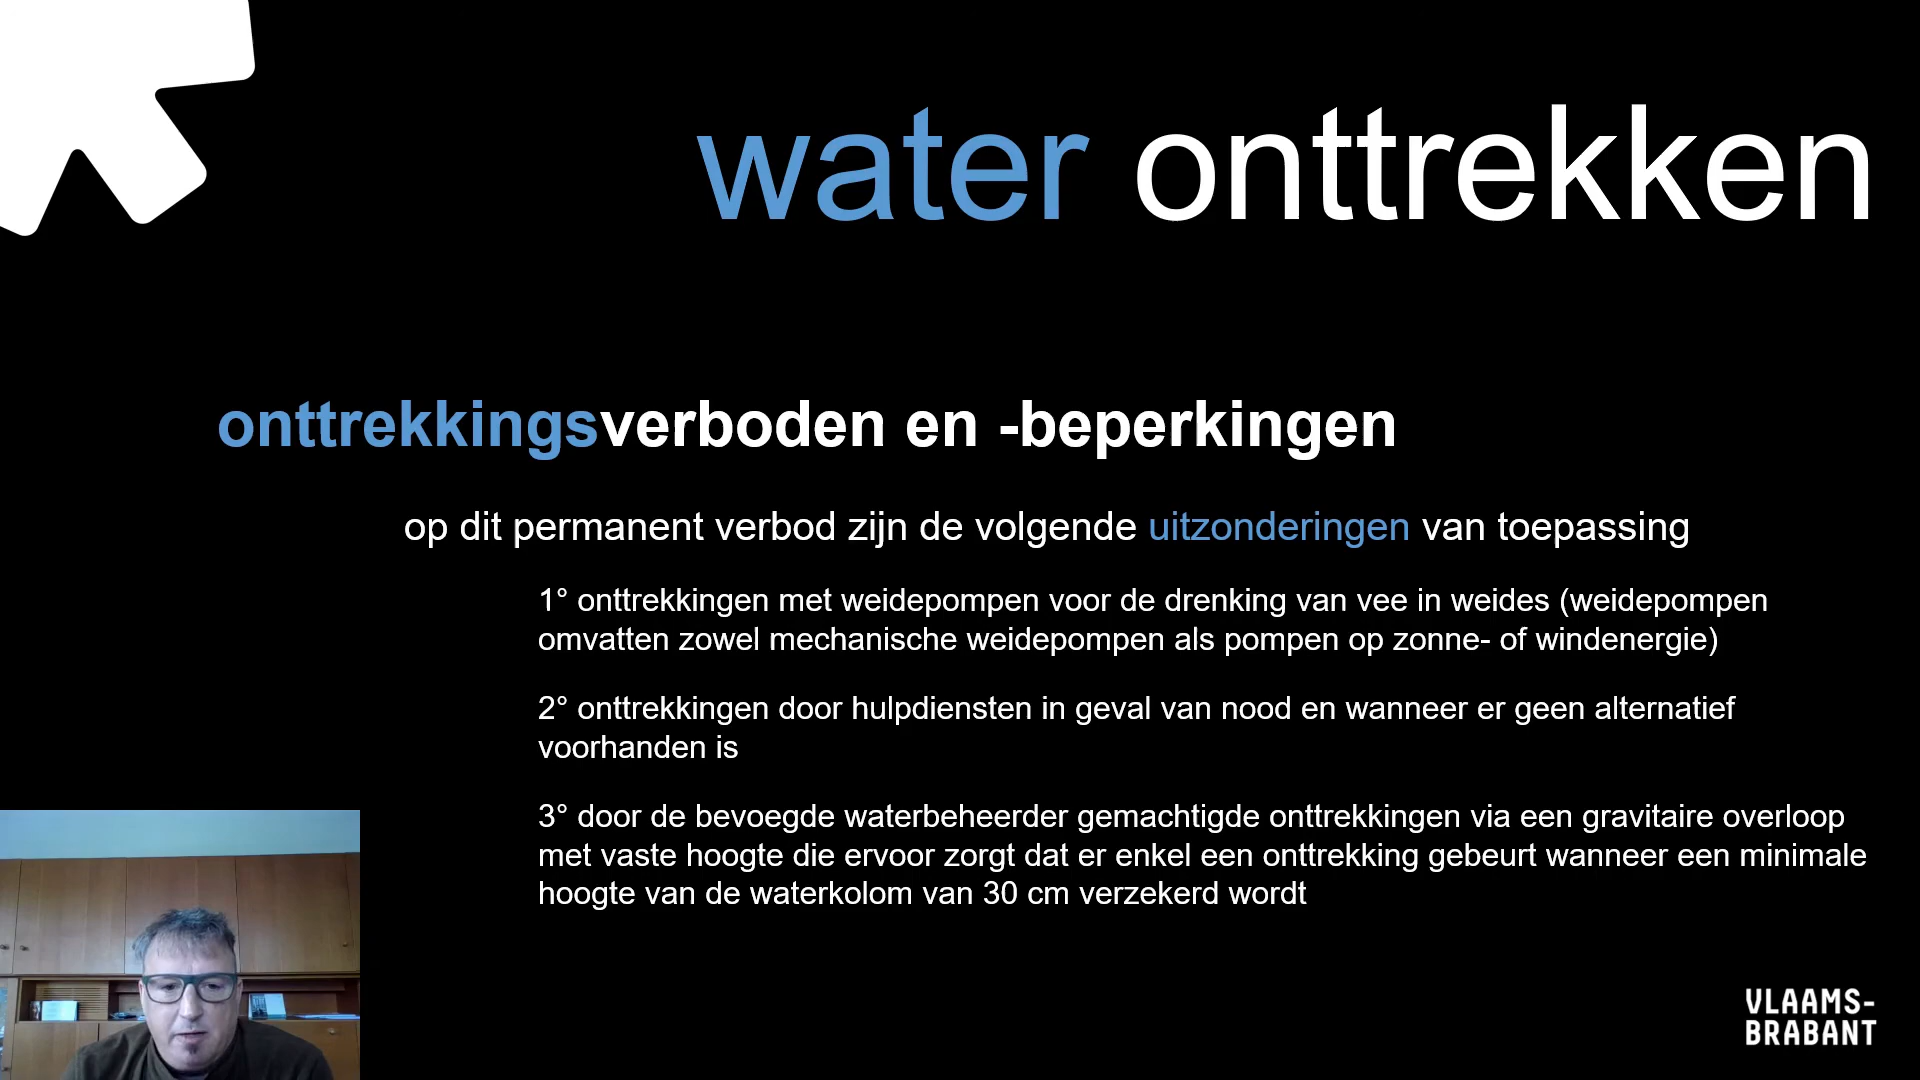 water onttrekken
onttrekkingsverboden en -beperkingen
op dit permanent verbod zijn de volgende uitzonderingen van toepassing
1° onttrekkingen met weidepompen voor de drenking van vee in weides (weidepompen
omvatten zowel mechanische weidepompen als pompen op zonne- of windenergie)
2° onttrekkingen door hulpdiensten in geval van nood en wanneer er geen alternatief
voorhanden is
3° door de bevoegde waterbeheerder gemachtigde onttrekkingen via een gravitaire overloop
met vaste hoogte die ervoor zorgt dat er enkel een onttrekking gebeurt wanneer een minimale
hoogte van de waterkolom van 30 cm verzekerd wordt
VLAAMS-
BRABANT